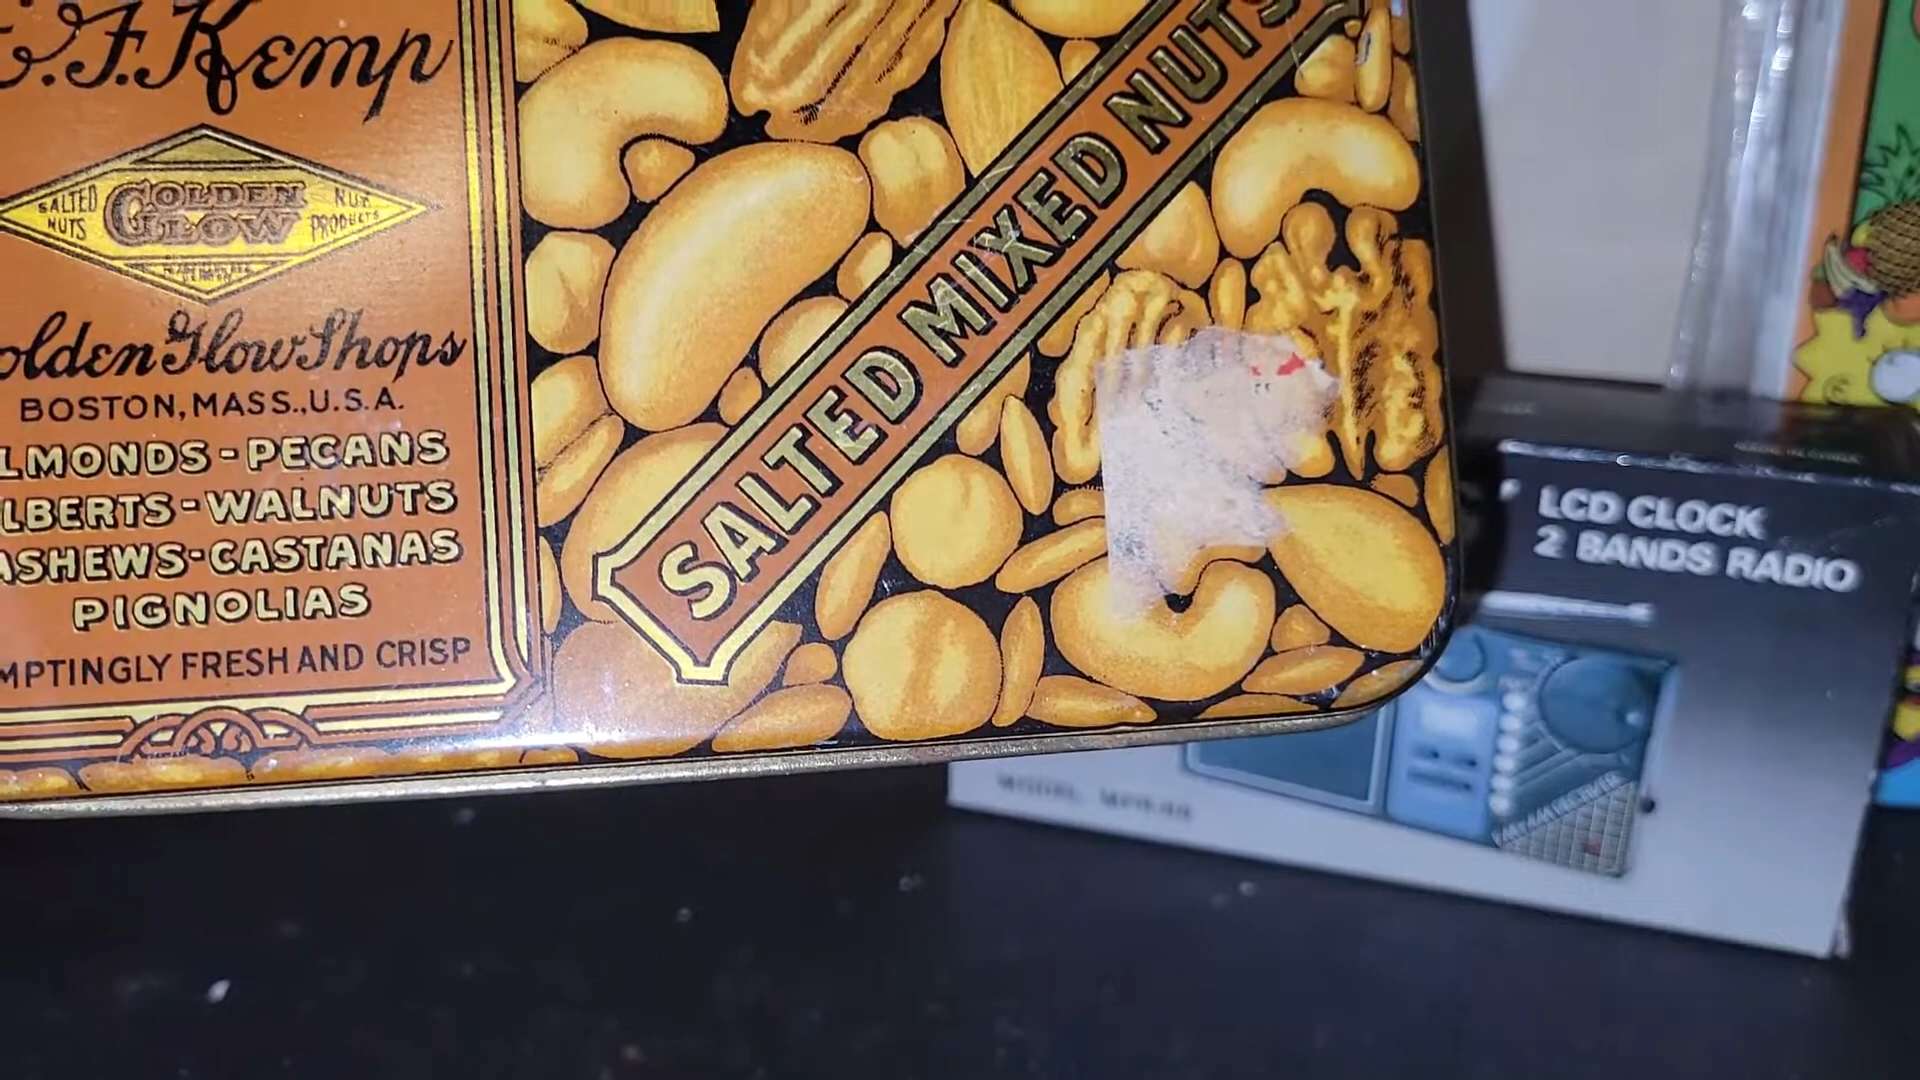 E.F. Kemp
SALTED
NUTS
GOLDEN
GLOW
NUT
PRODUCTS
olden Glow Shops
BOSTON, MASS., U.S.A.
LMONDS - PECANS
LBERTS - WALNUTS
ASHEWS - CASTANAS
PIGNOLIAS
MPTINGLY FRESH AND CRISP
SALTED MIXED NUTS
LCD CLOCK
2 BANDS RADIO